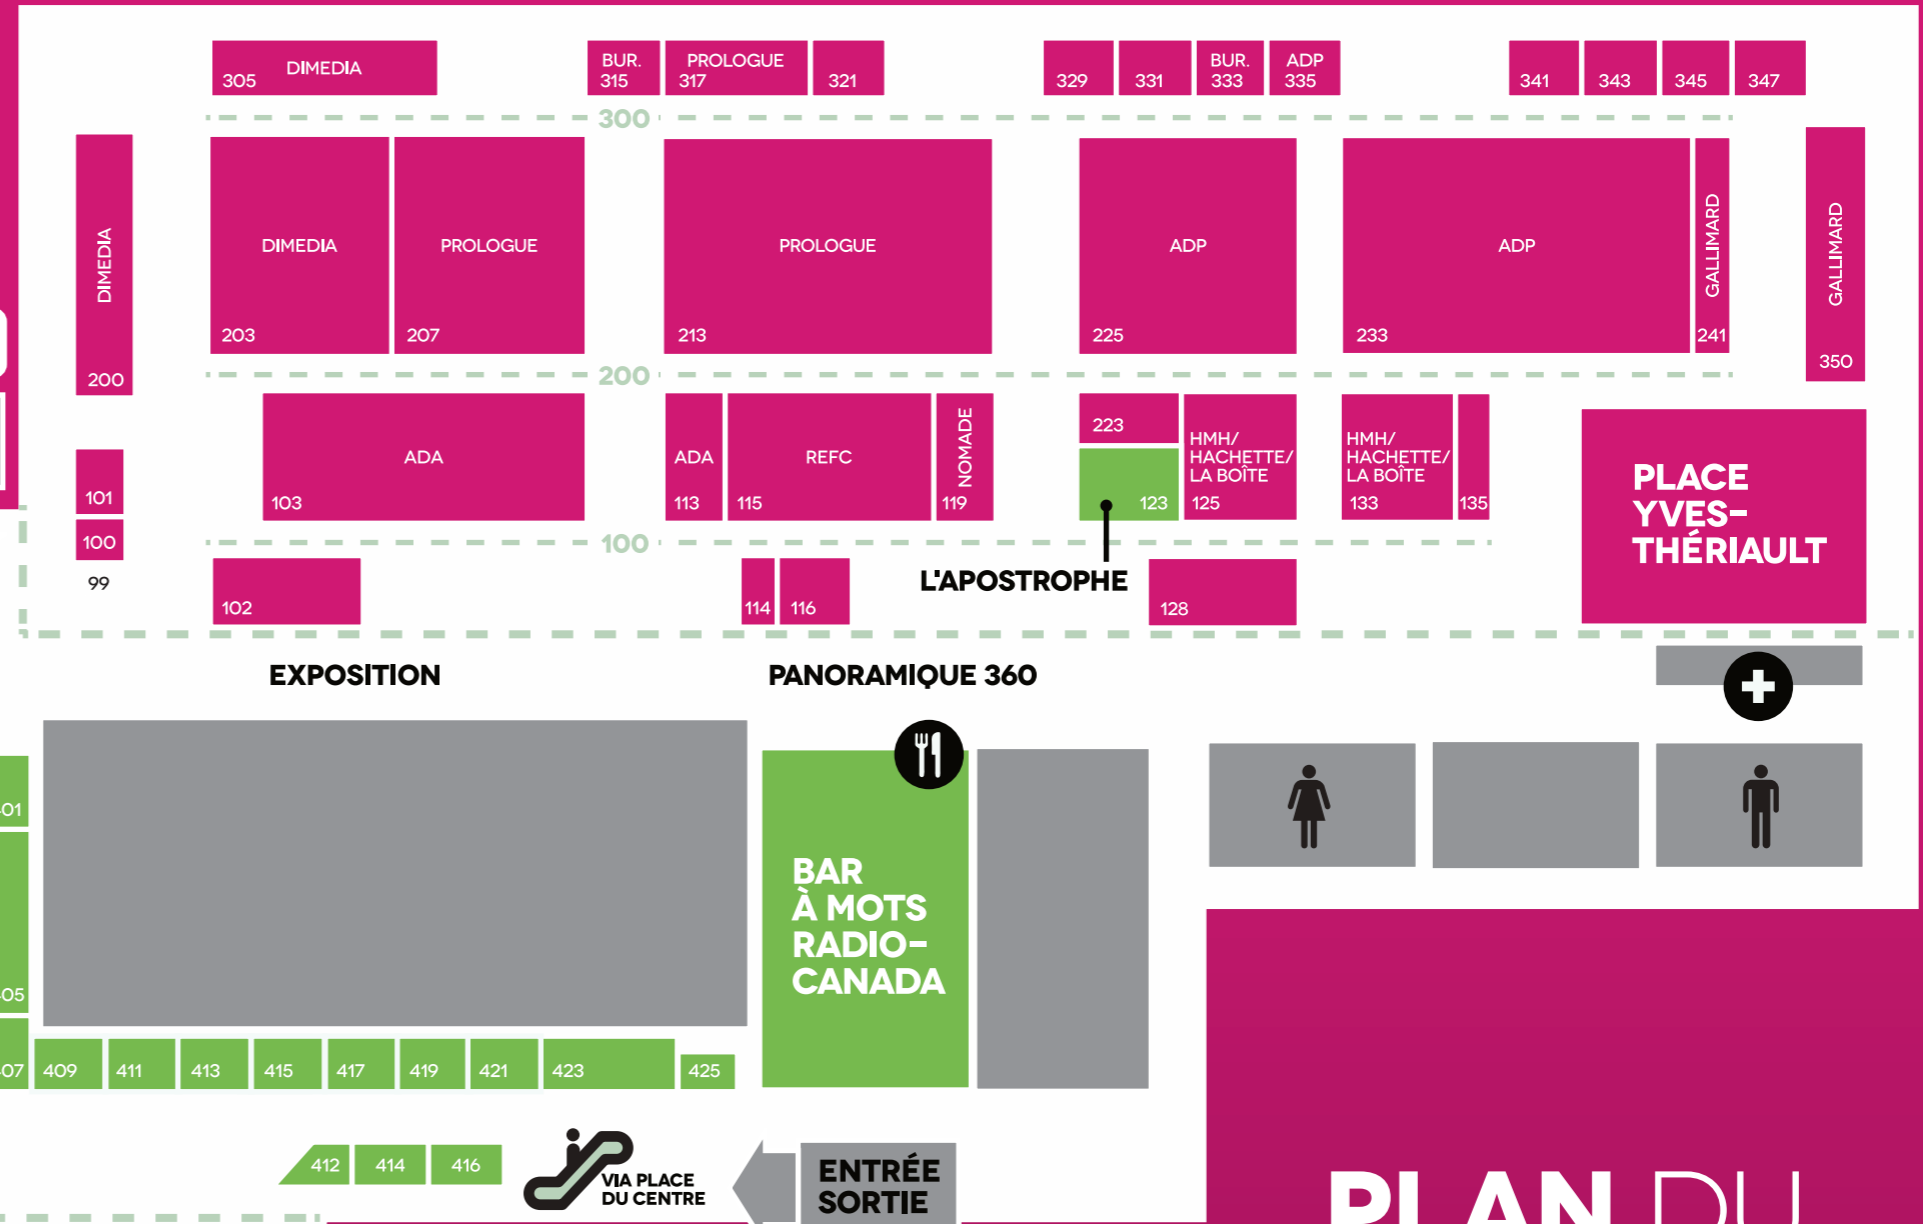 305 DIMEDIA
BUR.
315
PROLOGUE
317
321
329
331
BUR.
333
ADP
335
341
343
345
347
300
DIMEDIA
200
DIMEDIA
203
PROLOGUE
207
PROLOGUE
213
ADP
225
ADP
233
GALLIMARD
241
GALLIMARD
350
200
101
100
99
ADA
103
ADA
113
REFC
115
NOMADE
119
223
123
HMH/
HACHETTE/
LA BOÎTE
125
HMH/
HACHETTE/
LA BOÎTE
133
135
PLACE
YVES-
THÉRIAULT
100
L'APOSTROPHE
102
114
116
128
EXPOSITION
PANORAMIQUE 360
BAR
À MOTS
RADIO-
CANADA
409
411
413
415
417
419
421
423
425
412
414
416
VIA PLACE
DU CENTRE
ENTRÉE
SORTIE
PLAN DU